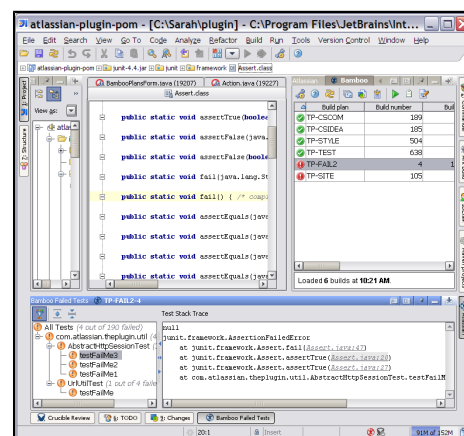 atlassian-plugin-pom - [C:\Sarah\plugin] - C:\Program Files\JetBrains\Int...
File Edit Search View Go To Code Analyze Refactor Build Run Tools Version Control Window Help
atlassian-plugin-pom junit-4.4.jar junit framework Assert.class
BambooPlansForm.java (19207) Action.java (19227)
Assert.class
Atlassian Bamboo
1: Project
View as:
7: Structure
atlas
public static void assertTrue(boolea
public static void assertFalse(java.
public static void assertFalse(boole
public static void fail(java.lang.St
public static void fail() { /* compi
public static void assertEquals(java
public static void assertEquals(java
public static void assertEquals(java
public static void assertEquals(java
Build plan Build number Buil
TP-CSCOM 189
TP-CSIDEA 185
TP-STYLE 504
TP-TEST 638
TP-FAIL2 4 1
TP-SITE 105
Loaded 6 builds at 10:21 AM.
Bamboo Failed Tests TP-FAIL2-4
Test Stack Trace
All Tests (4 out of 190 failed)
com.atlassian.theplugin.util (4
AbstractHttpSessionTest (
testFailMe3
testFailMe2
testFailMe1
UrlUtilTest (1 out of 4 faile
testFailMe
null
junit.framework.AssertionFailedError
at junit.framework.Assert.fail(Assert.java:47)
at junit.framework.Assert.assertTrue(Assert.java:20)
at junit.framework.Assert.assertTrue(Assert.java:27)
at com.atlassian.theplugin.util.AbstractHttpSessionTest.testFailM
Crucible Review 6: TODO 9: Changes Bamboo Failed Tests
20:1 Insert 91M of 152M